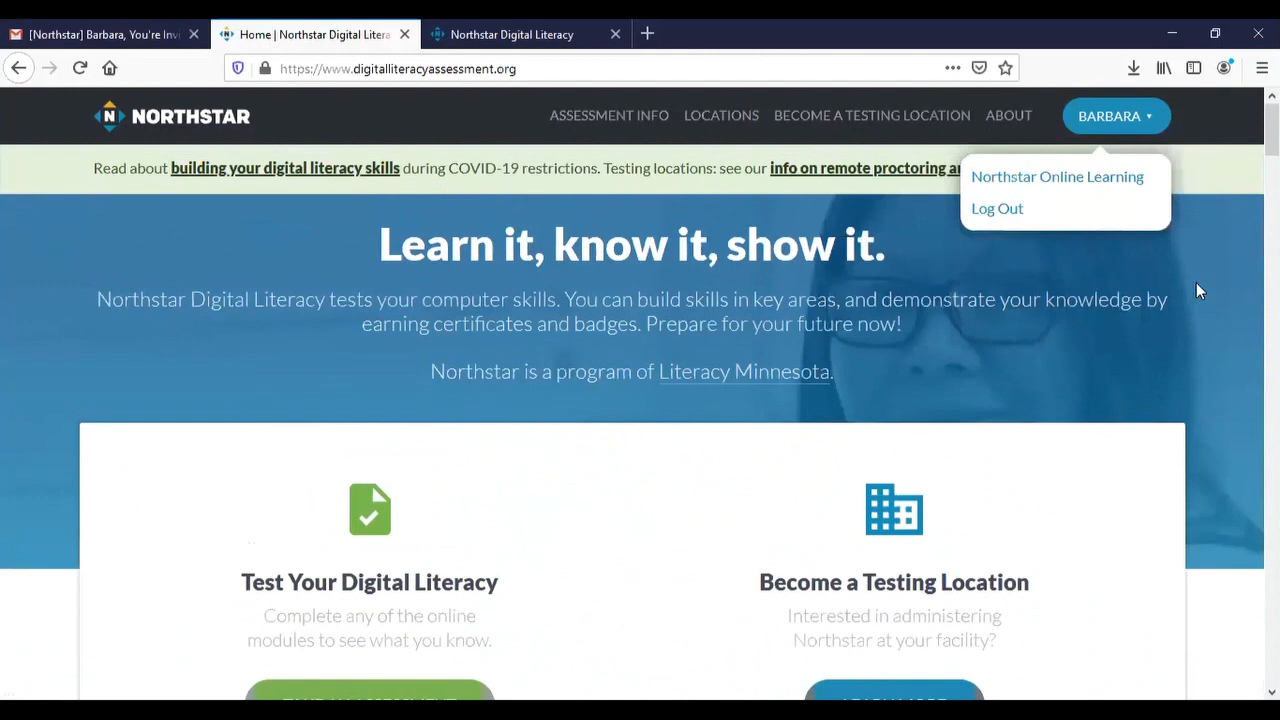 [Northstar] Barbara, You're Inv
Home | Northstar Digital Litera
Northstar Digital Literacy
https://www.digitalliteracyassessment.org
NORTHSTAR
ASSESSMENT INFO LOCATIONS BECOME A TESTING LOCATION ABOUT BARBARA
Read about building your digital literacy skills during COVID-19 restrictions. Testing locations: see our info on remote proctoring
Northstar Online Learning
Log Out
Learn it, know it, show it.
Northstar Digital Literacy tests your computer skills. You can build skills in key areas, and demonstrate your knowledge by
earning certificates and badges. Prepare for your future now!
Northstar is a program of Literacy Minnesota.
Test Your Digital Literacy
Complete any of the online
modules to see what you know.
Become a Testing Location
Interested in administering
Northstar at your facility?